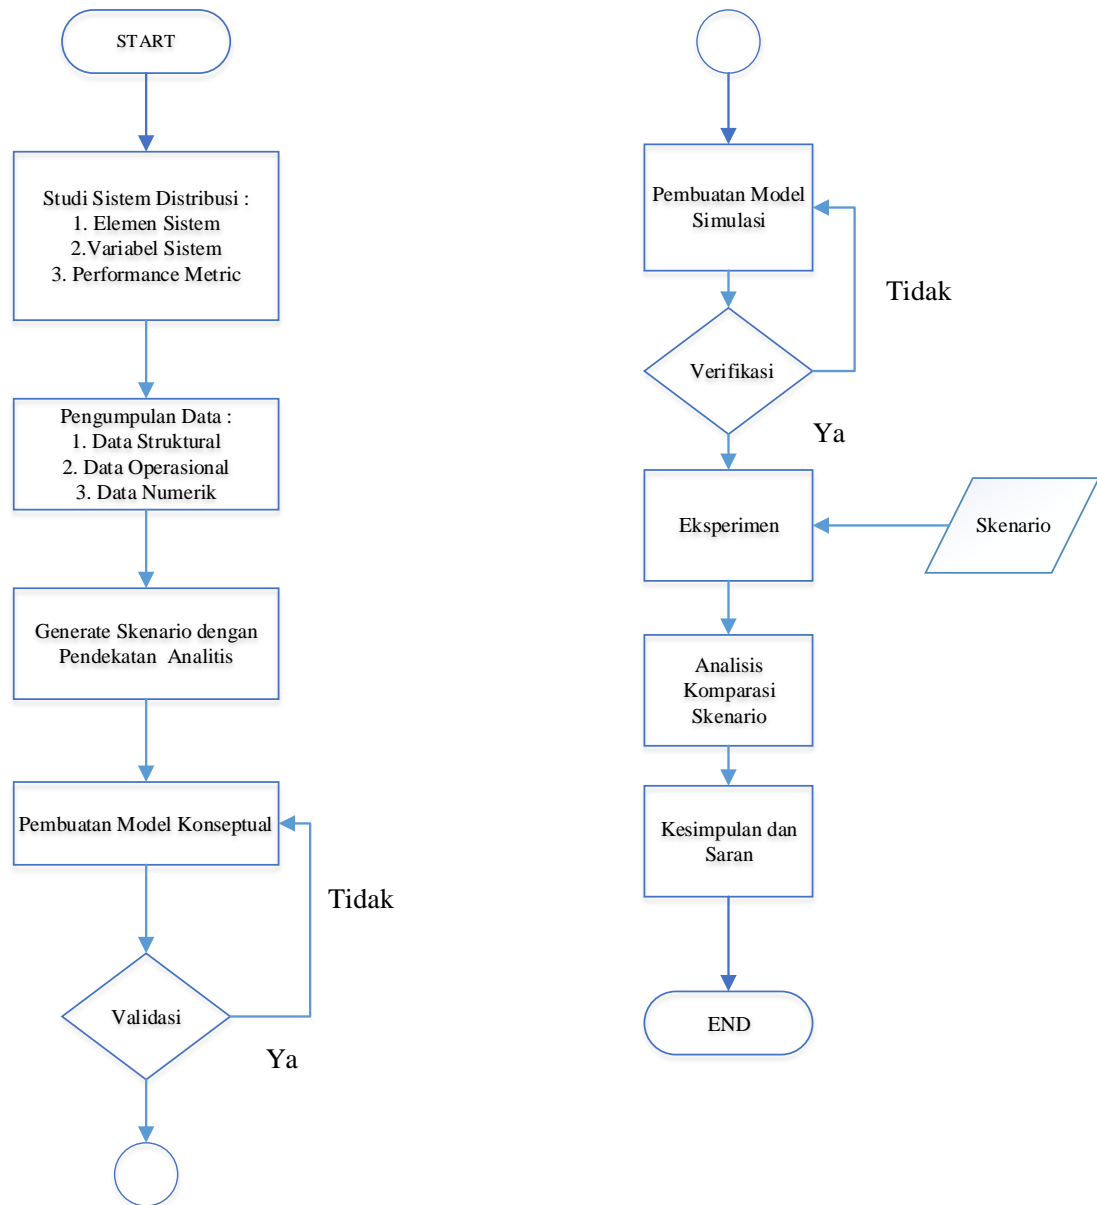 START
Studi Sistem Distribusi :
1. Elemen Sistem
2.Variabel Sistem
3. Performance Metric
Pengumpulan Data :
1. Data Struktural
2. Data Operasional
3. Data Numerik
Generate Skenario dengan
Pendekatan Analitis
Pembuatan Model Konseptual
Tidak
Validasi
Ya
Pembuatan Model
Simulasi
Tidak
Verifikasi
Ya
Eksperimen
Skenario
Analisis
Komparasi
Skenario
Kesimpulan dan
Saran
END